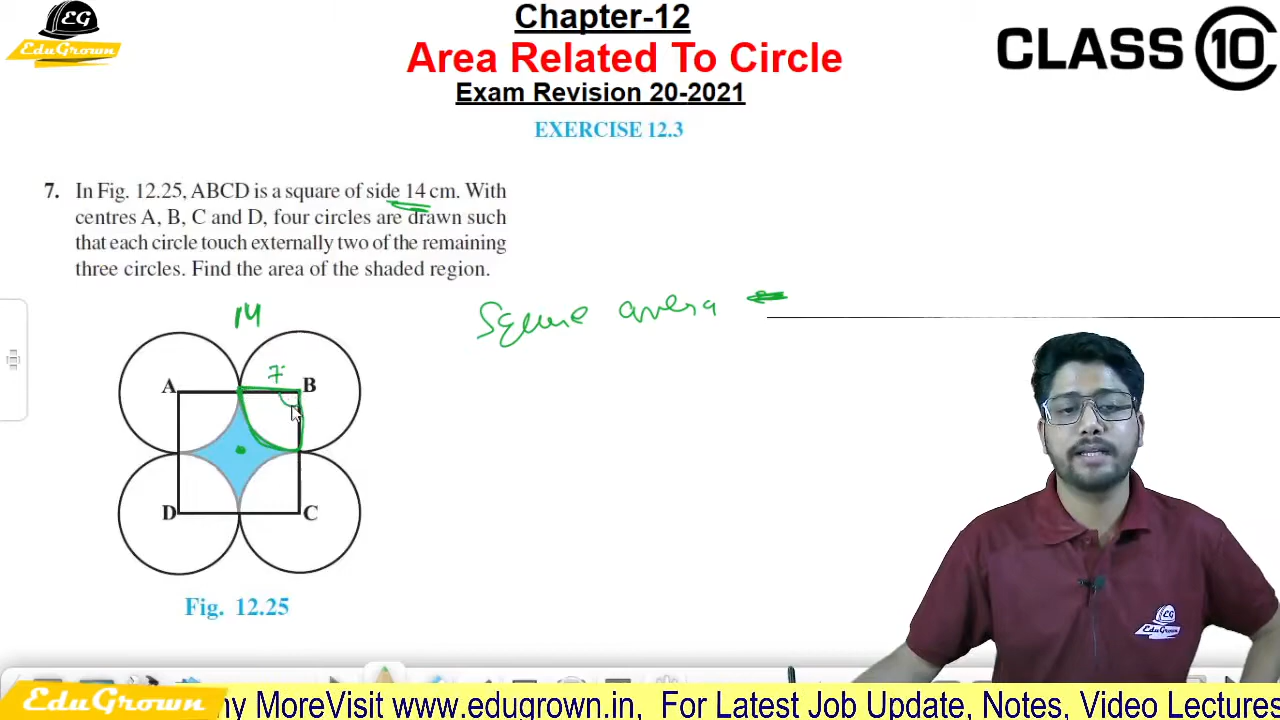 EG
EduGrown
Chapter-12
Area Related To Circle
Exam Revision 20-2021
EXERCISE 12.3
CLASS 10
7. In Fig. 12.25, ABCD is a square of side 14 cm. With
centres A, B, C and D, four circles are drawn such
that each circle touch externally two of the remaining
three circles. Find the area of the shaded region.
14
Square
7
A
B
D
C
Fig. 12.25
EG
EduGrown
EduGrown
ny MoreVisit www.edugrown.in, For Latest Job Update, Notes, Video Lectures